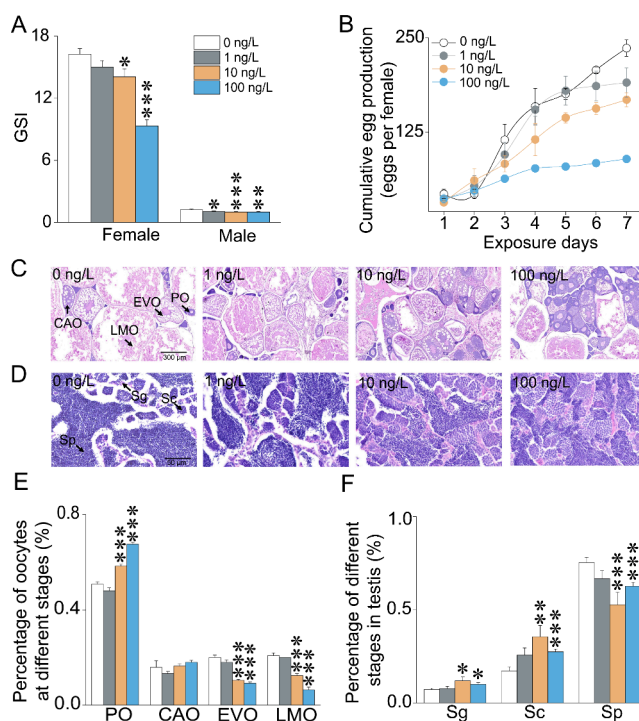 A
GSI
18
12
6
0
0 ng/L
1 ng/L
10 ng/L
100 ng/L
*
***
*
***
**
Female
Male
B
Cumulative egg production
(eggs per female)
250
125
0 ng/L
1 ng/L
10 ng/L
100 ng/L
1 2 3 4 5 6 7
Exposure days
C
0 ng/L
CAO
EVO
PO
LMO
300 μm
1 ng/L
10 ng/L
100 ng/L
D
0 ng/L
Sg
Sc
Sp
1 ng/L
10 ng/L
100 ng/L
E
Percentage of oocytes
at different stages (%)
0.8
0.4
0.0
***
***
***
***
***
***
PO CAO EVO LMO
F
Percentage of different
stages in testis (%)
1.0
0.5
0.0
*
*
**
***
***
***
Sg Sc Sp